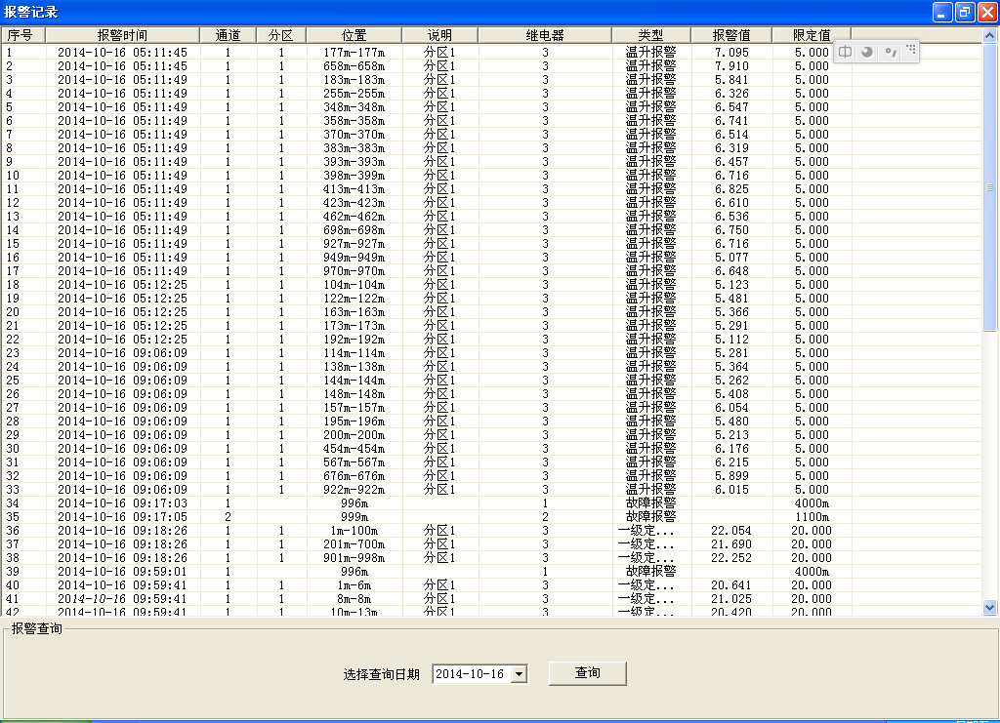 报警记录
序号 报警时间 通道 分区 位置 说明 继电器 类型 报警值 限定值
1 2014-10-16 05:11:45 1 1 177m-177m 分区1 3 温升报警 7.095 5.000
2 2014-10-16 05:11:45 1 1 658m-658m 分区1 3 温升报警 7.910 5.000
3 2014-10-16 05:11:49 1 1 183m-183m 分区1 3 温升报警 5.841 5.000
4 2014-10-16 05:11:49 1 1 255m-255m 分区1 3 温升报警 6.326 5.000
5 2014-10-16 05:11:49 1 1 348m-348m 分区1 3 温升报警 6.547 5.000
6 2014-10-16 05:11:49 1 1 358m-358m 分区1 3 温升报警 6.741 5.000
7 2014-10-16 05:11:49 1 1 370m-370m 分区1 3 温升报警 6.514 5.000
8 2014-10-16 05:11:49 1 1 383m-383m 分区1 3 温升报警 6.319 5.000
9 2014-10-16 05:11:49 1 1 393m-393m 分区1 3 温升报警 6.457 5.000
10 2014-10-16 05:11:49 1 1 398m-399m 分区1 3 温升报警 6.716 5.000
11 2014-10-16 05:11:49 1 1 413m-413m 分区1 3 温升报警 6.825 5.000
12 2014-10-16 05:11:49 1 1 423m-423m 分区1 3 温升报警 6.610 5.000
13 2014-10-16 05:11:49 1 1 462m-462m 分区1 3 温升报警 6.536 5.000
14 2014-10-16 05:11:49 1 1 698m-698m 分区1 3 温升报警 6.750 5.000
15 2014-10-16 05:11:49 1 1 927m-927m 分区1 3 温升报警 6.716 5.000
16 2014-10-16 05:11:49 1 1 949m-949m 分区1 3 温升报警 5.077 5.000
17 2014-10-16 05:11:49 1 1 970m-970m 分区1 3 温升报警 6.648 5.000
18 2014-10-16 05:12:25 1 1 104m-104m 分区1 3 温升报警 5.123 5.000
19 2014-10-16 05:12:25 1 1 122m-122m 分区1 3 温升报警 5.481 5.000
20 2014-10-16 05:12:25 1 1 163m-163m 分区1 3 温升报警 5.366 5.000
21 2014-10-16 05:12:25 1 1 173m-173m 分区1 3 温升报警 5.291 5.000
22 2014-10-16 05:12:25 1 1 192m-192m 分区1 3 温升报警 5.112 5.000
23 2014-10-16 09:06:09 1 1 114m-114m 分区1 3 温升报警 5.281 5.000
24 2014-10-16 09:06:09 1 1 138m-138m 分区1 3 温升报警 5.364 5.000
25 2014-10-16 09:06:09 1 1 144m-144m 分区1 3 温升报警 5.262 5.000
26 2014-10-16 09:06:09 1 1 148m-148m 分区1 3 温升报警 5.408 5.000
27 2014-10-16 09:06:09 1 1 157m-157m 分区1 3 温升报警 6.054 5.000
28 2014-10-16 09:06:09 1 1 195m-196m 分区1 3 温升报警 5.480 5.000
29 2014-10-16 09:06:09 1 1 200m-200m 分区1 3 温升报警 5.213 5.000
30 2014-10-16 09:06:09 1 1 454m-454m 分区1 3 温升报警 6.176 5.000
31 2014-10-16 09:06:09 1 1 567m-567m 分区1 3 温升报警 6.215 5.000
32 2014-10-16 09:06:09 1 1 676m-676m 分区1 3 温升报警 5.899 5.000
33 2014-10-16 09:06:09 1 1 922m-922m 分区1 3 温升报警 6.015 5.000
34 2014-10-16 09:17:03 1 996m 1 故障报警 4000m
35 2014-10-16 09:17:05 2 999m 2 故障报警 1100m
36 2014-10-16 09:18:26 1 1 1m-100m 分区1 3 一级定... 22.054 20.000
37 2014-10-16 09:18:26 1 1 201m-700m 分区1 3 一级定... 21.690 20.000
38 2014-10-16 09:18:26 1 1 901m-998m 分区1 3 一级定... 22.252 20.000
39 2014-10-16 09:59:01 1 996m 1 故障报警 4000m
40 2014-10-16 09:59:41 1 1 1m-6m 分区1 3 一级定... 20.641 20.000
41 2014-10-16 09:59:41 1 1 8m-8m 分区1 3 一级定... 21.025 20.000
42 2014-10-16 09:59:41 1 1 10m-13m 分区1 3 一级定... 20.420 20.000
报警查询
选择查询日期 2014-10-16 查询